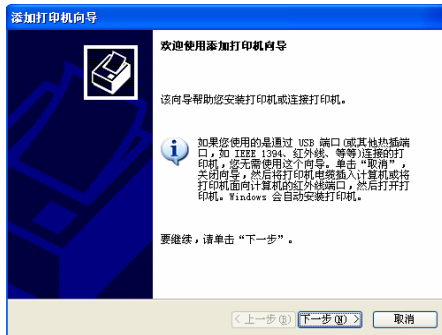 添加打印机向导
欢迎使用添加打印机向导
该向导帮助您安装打印机或连接打印机。
如果您使用的是通过 USB 端口(或其他热插端
口，如 IEEE 1394、红外线、等等)连接的打
印机，您无需使用这个向导。单击“取消”，
关闭向导，然后将打印机电缆插入计算机或将
打印机面向计算机的红外线端口，然后打开打
印机。Windows 会自动安装打印机。
要继续，请单击“下一步”。
< 上一步(B) 下一步(N) > 取消